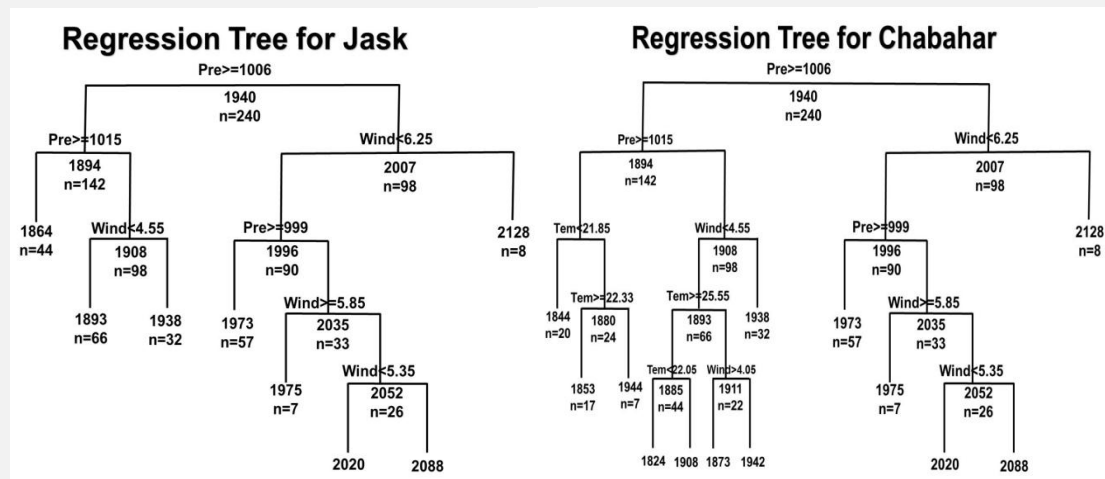 Regression Tree for Jask
Pre>=1006
1940
n=240
Pre>=1015
Wind<6.25
1894
n=142
2007
n=98
1864
n=44
Wind<4.55
1908
n=98
Pre>=999
1996
n=90
2128
n=8
1893
n=66
1938
n=32
1973
n=57
Wind>=5.85
2035
n=33
1975
n=7
Wind<5.35
2052
n=26
2020
2088
Regression Tree for Chabahar
Pre>=1006
1940
n=240
Pre>=1015
Wind<6.25
1894
n=142
2007
n=98
Tem<21.85
Wind<4.55
1908
n=98
Pre>=999
1996
n=90
2128
n=8
1844
n=20
Tem>=22.33
1880
n=24
Tem>=25.55
1893
n=66
1938
n=32
1973
n=57
Wind>=5.85
2035
n=33
1853
n=17
1944
n=7
Tem<22.05
1885
n=44
Wind>4.05
1911
n=22
1975
n=7
Wind<5.35
2052
n=26
1824
1908
1873
1942
2020
2088